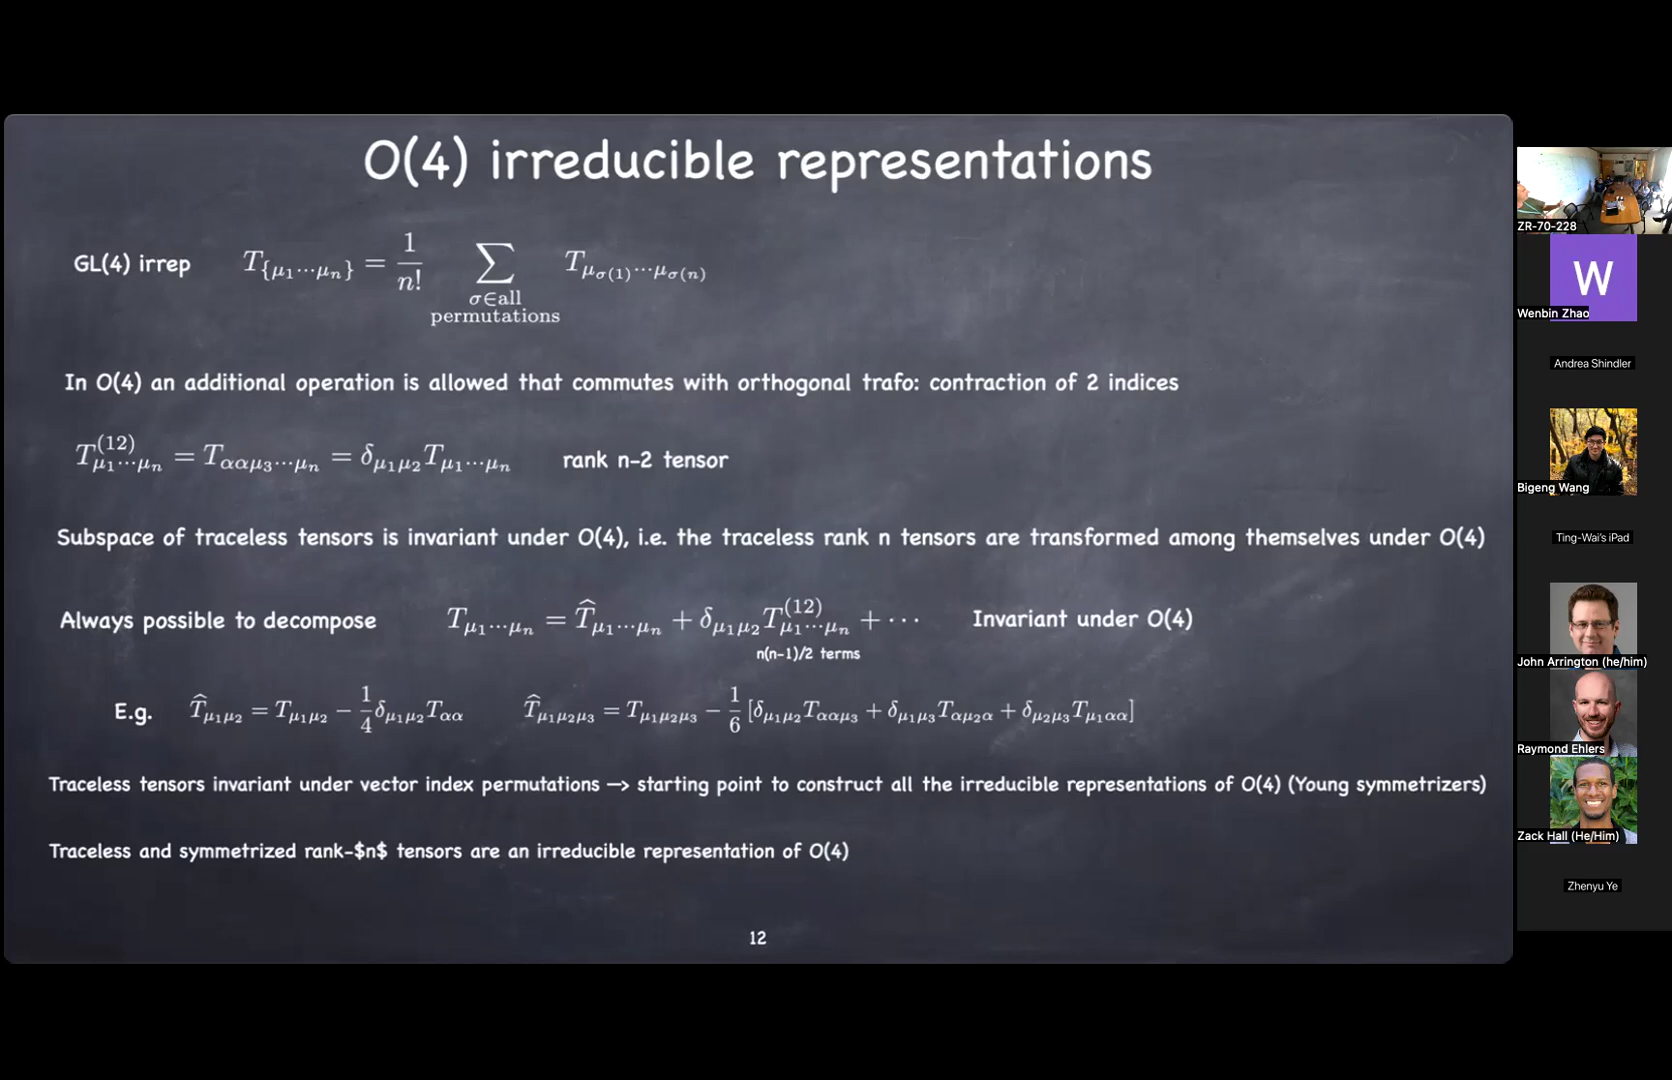 O(4) irreducible representations
GL(4) irrep T_{\{\mu_1 \cdots \mu_n\}} = \frac{1}{n!} \sum_{\substack{\sigma \in \text{all} \\ \text{permutations}}} T_{\mu_{\sigma(1)} \cdots \mu_{\sigma(n)}}
In O(4) an additional operation is allowed that commutes with orthogonal trafo: contraction of 2 indices
T^{(12)}_{\mu_1 \cdots \mu_n} = T_{\alpha\alpha\mu_3 \cdots \mu_n} = \delta_{\mu_1\mu_2} T_{\mu_1 \cdots \mu_n} rank n-2 tensor
Subspace of traceless tensors is invariant under O(4), i.e. the traceless rank n tensors are transformed among themselves under O(4)
Always possible to decompose T_{\mu_1 \cdots \mu_n} = \widehat{T}_{\mu_1 \cdots \mu_n} + \delta_{\mu_1\mu_2} T^{(12)}_{\mu_1 \cdots \mu_n} + \cdots Invariant under O(4)
n(n-1)/2 terms
E.g. \widehat{T}_{\mu_1\mu_2} = T_{\mu_1\mu_2} - \frac{1}{4} \delta_{\mu_1\mu_2} T_{\alpha\alpha} \widehat{T}_{\mu_1\mu_2\mu_3} = T_{\mu_1\mu_2\mu_3} - \frac{1}{6} [\delta_{\mu_1\mu_2} T_{\alpha\alpha\mu_3} + \delta_{\mu_1\mu_3} T_{\alpha\mu_2\alpha} + \delta_{\mu_2\mu_3} T_{\mu_1\alpha\alpha}]
Traceless tensors invariant under vector index permutations —> starting point to construct all the irreducible representations of O(4) (Young symmetrizers)
Traceless and symmetrized rank-$n$ tensors are an irreducible representation of O(4)
12
ZR-70-228
W
Wenbin Zhao
Andrea Shindler
Bigeng Wang
Ting-Wai's iPad
John Arrington (he/him)
Raymond Ehlers
Zack Hall (He/Him)
Zhenyu Ye